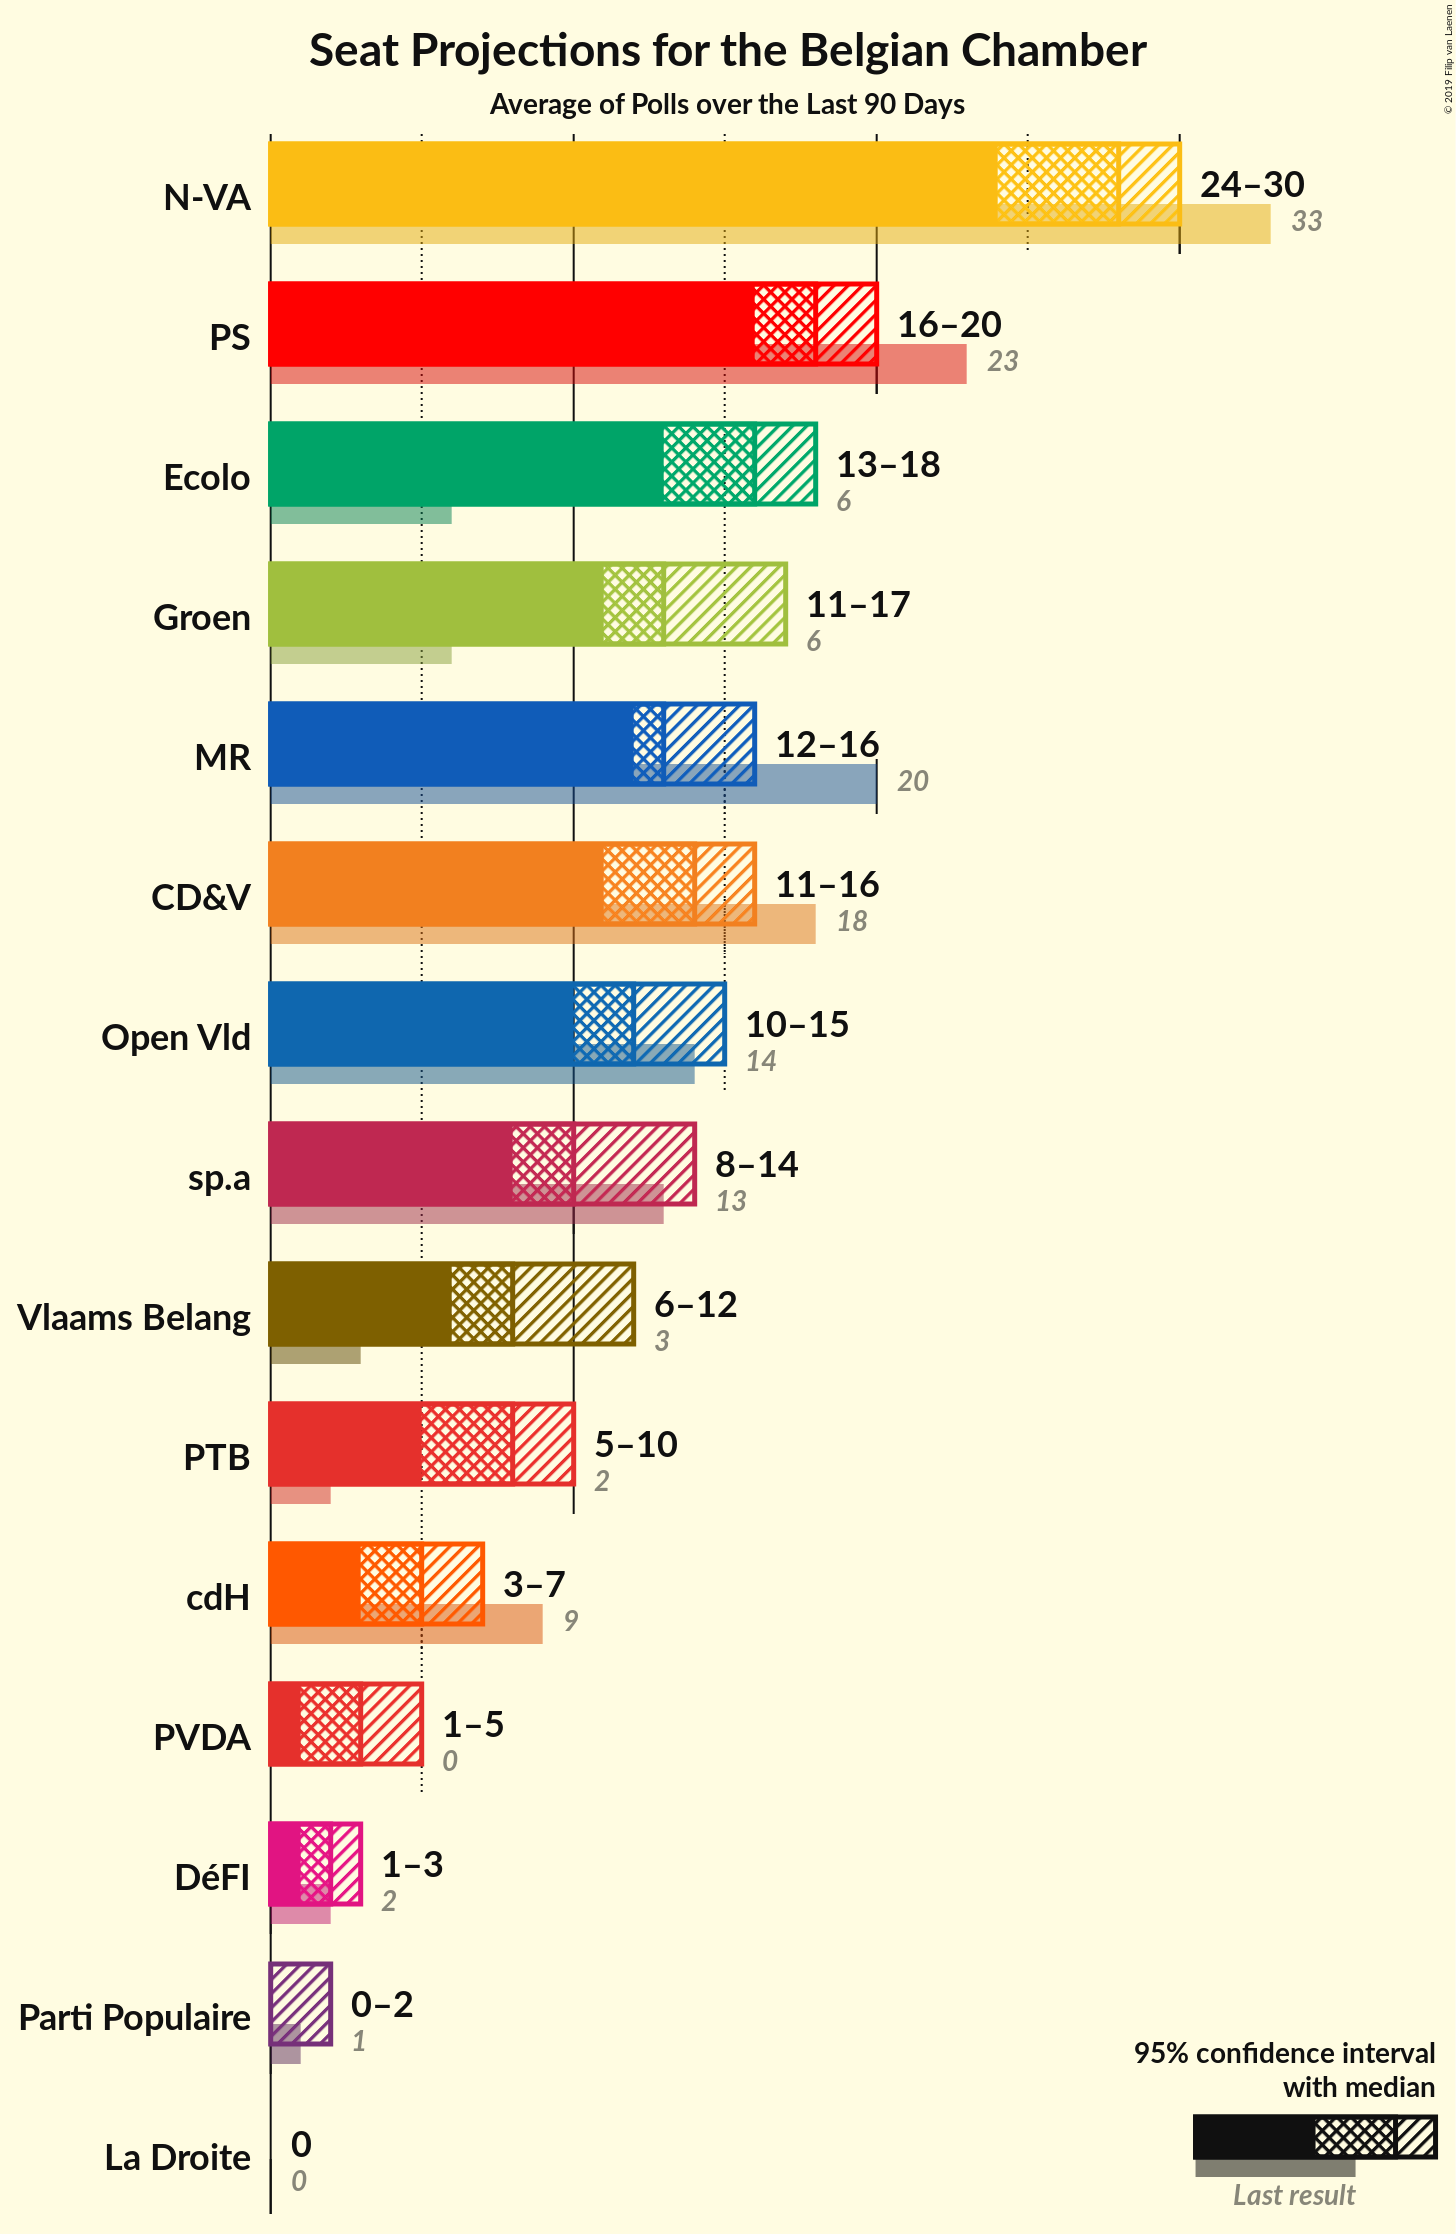 Seat Projections for the Belgian Chamber
Average of Polls over the Last 90 Days
© 2019 Filip van Laenen
N-VA
24–30
33
PS
16–20
23
Ecolo
13–18
6
Groen
11–17
6
MR
12–16
20
CD&V
11–16
18
Open Vld
10–15
14
sp.a
8–14
13
Vlaams Belang
6–12
3
PTB
5–10
2
cdH
3–7
9
PVDA
1–5
0
DéFI
1–3
2
Parti Populaire
0–2
1
La Droite
0
0
95% confidence interval
with median
Last result